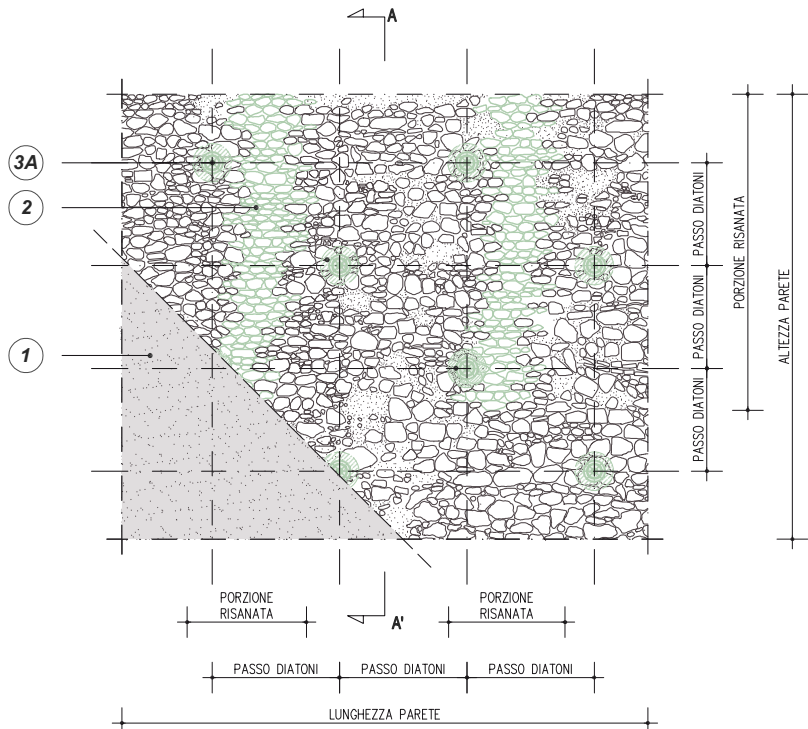 A
3A
2
1
PASSO DIATONI
PASSO DIATONI
PASSO DIATONI
PORZIONE RISANATA
ALTEZZA PARETE
PORZIONE
RISANATA
A'
PORZIONE
RISANATA
PASSO DIATONI
PASSO DIATONI
PASSO DIATONI
LUNGHEZZA PARETE